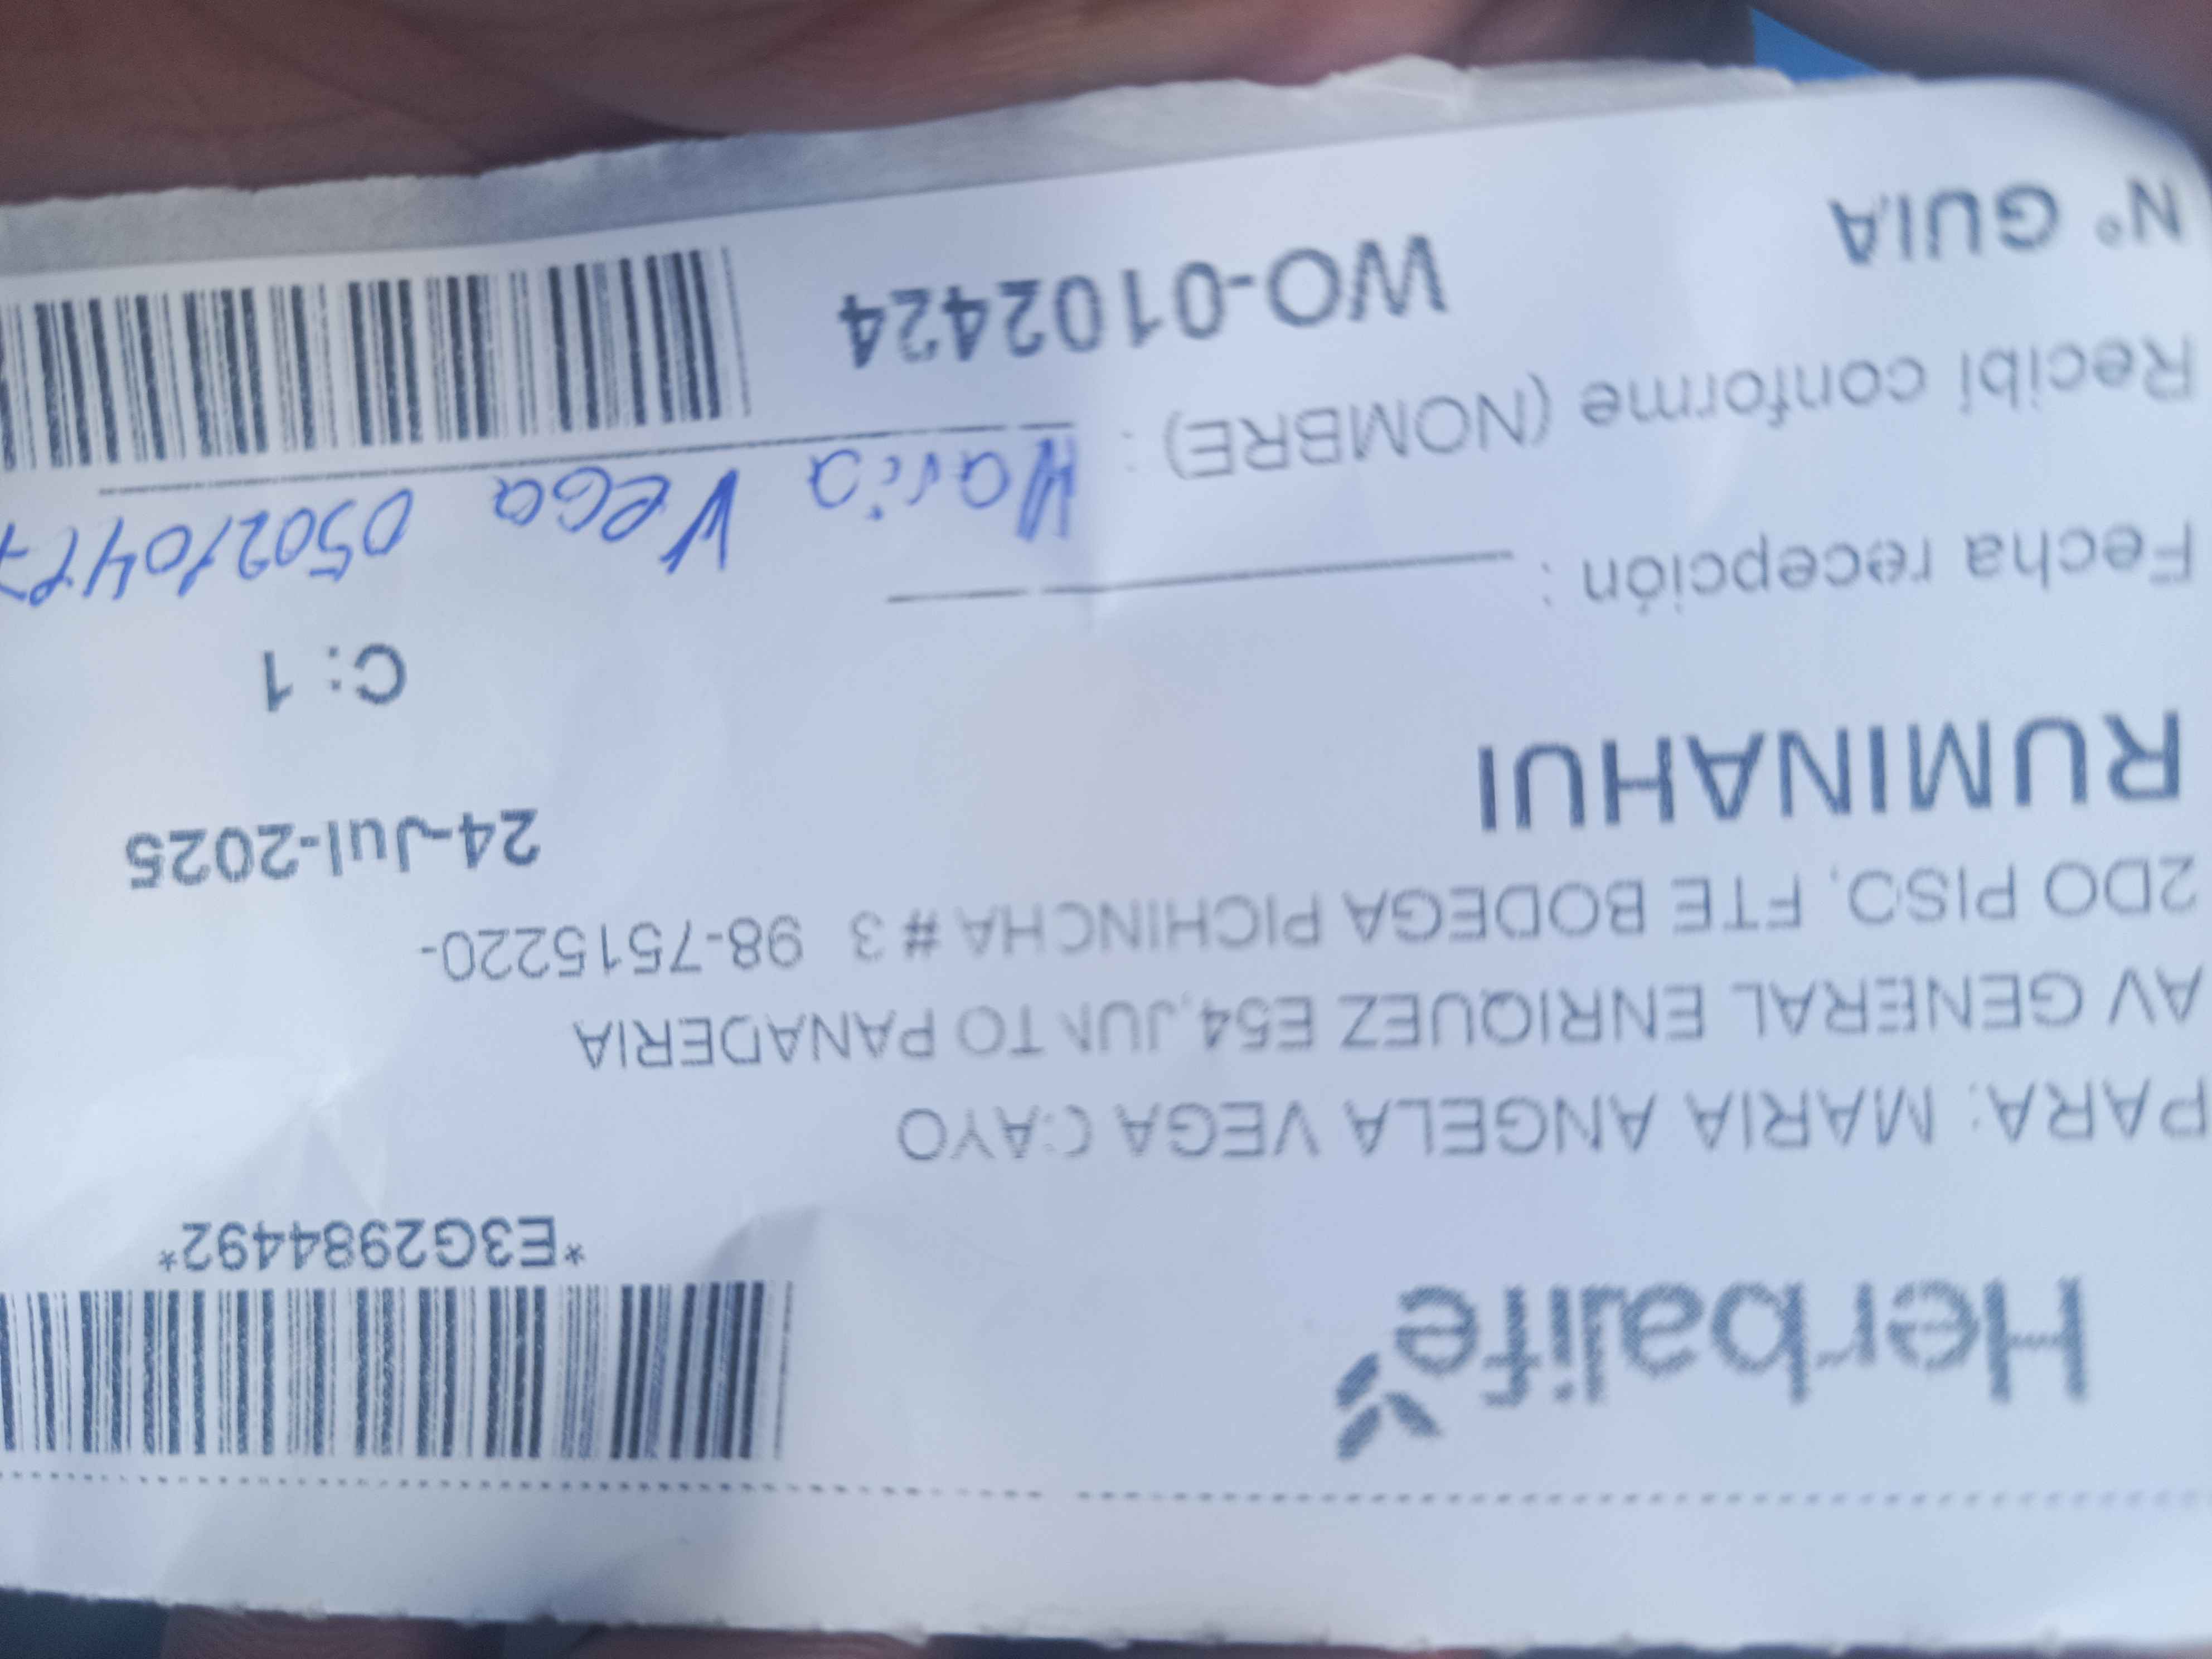 Herbalife
*E3G2984492*
PARA: MARIA ANGELA VEGA CAYO
AV GENERAL ENRIQUEZ E54,JUNTO PANADERIA
2DO PISO, FTE BODEGA PICHINCHA # 3 98-7515220-
24-Jul-2025
RUMINAHUI
C: 1
Fecha recepción :
Recibí conforme (NOMBRE) : Maria Vega
N° GUIA WO-0102424